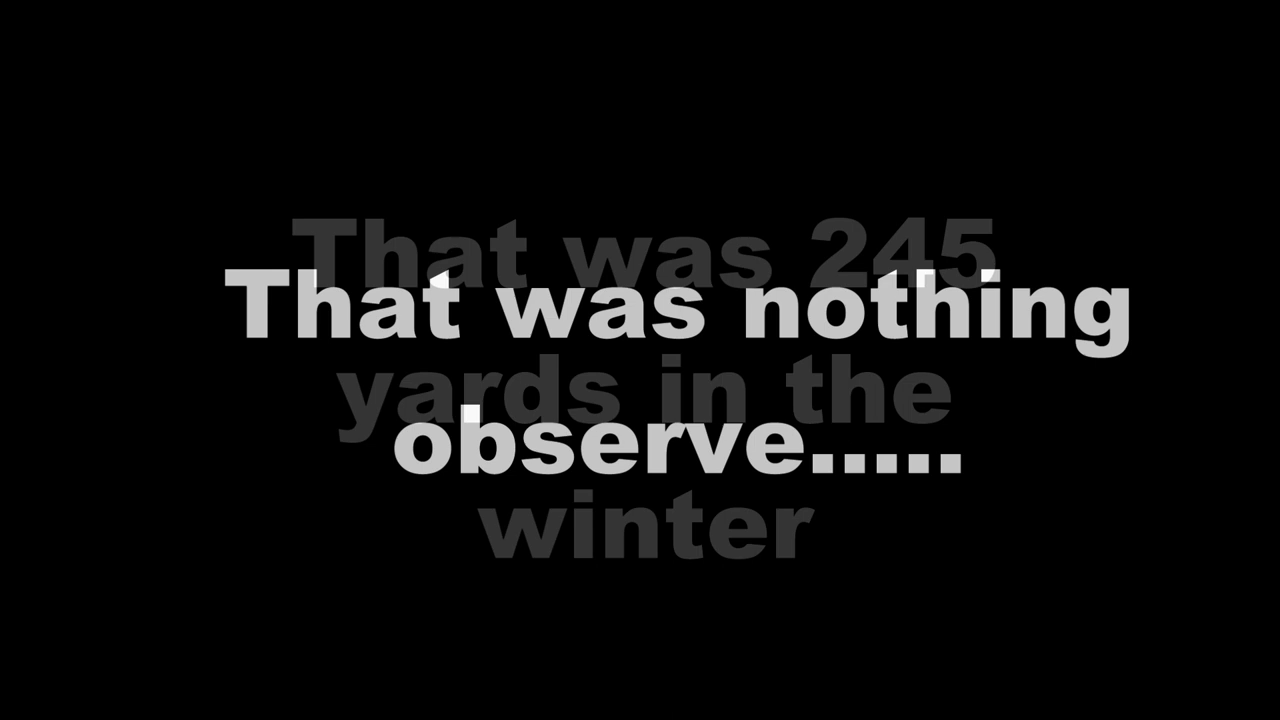 That was 245
That was nothing
yards in the
observe.....
winter